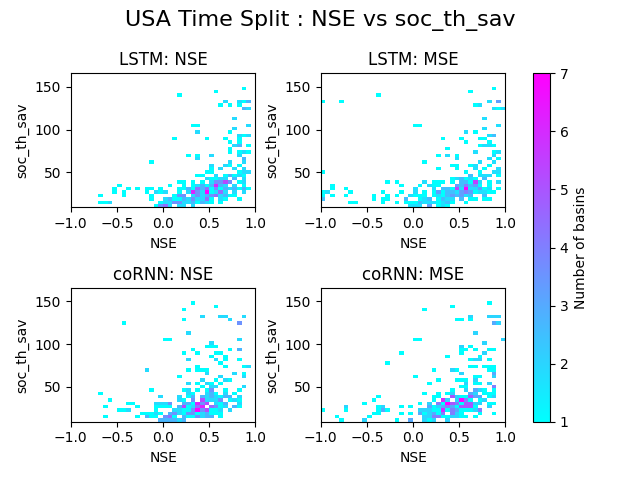 USA Time Split : NSE vs soc_th_sav
LSTM: NSE
LSTM: MSE
150
100
50
soc_th_sav
−1.0 −0.5 0.0 0.5 1.0
NSE
150
100
50
soc_th_sav
−1.0 −0.5 0.0 0.5 1.0
NSE
coRNN: NSE
coRNN: MSE
150
100
50
soc_th_sav
−1.0 −0.5 0.0 0.5 1.0
NSE
150
100
50
soc_th_sav
−1.0 −0.5 0.0 0.5 1.0
NSE
7
6
5
4
3
2
1
Number of basins